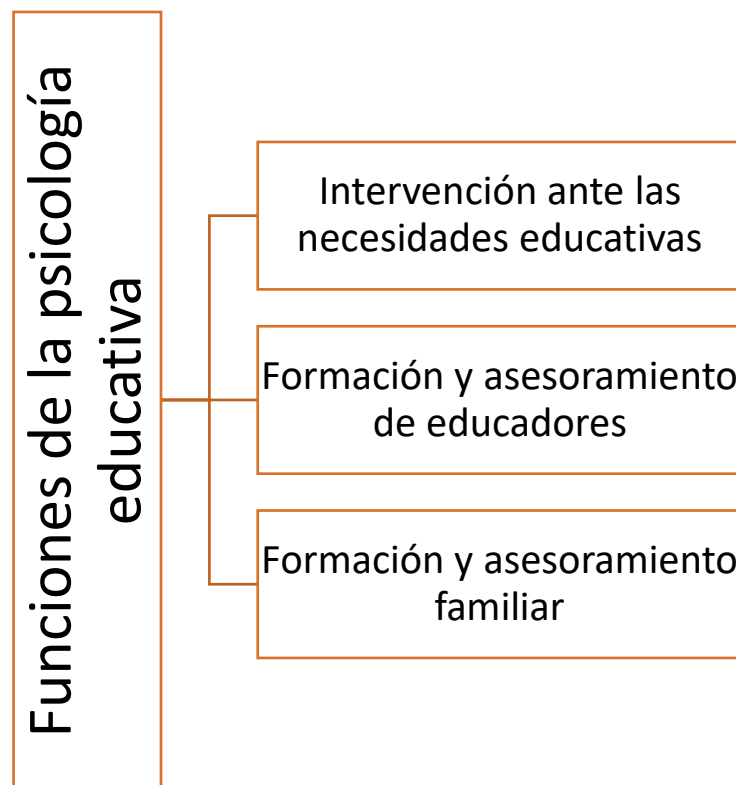 Funciones de la psicología
educativa
Intervención ante las
necesidades educativas
Formación y asesoramiento
de educadores
Formación y asesoramiento
familiar